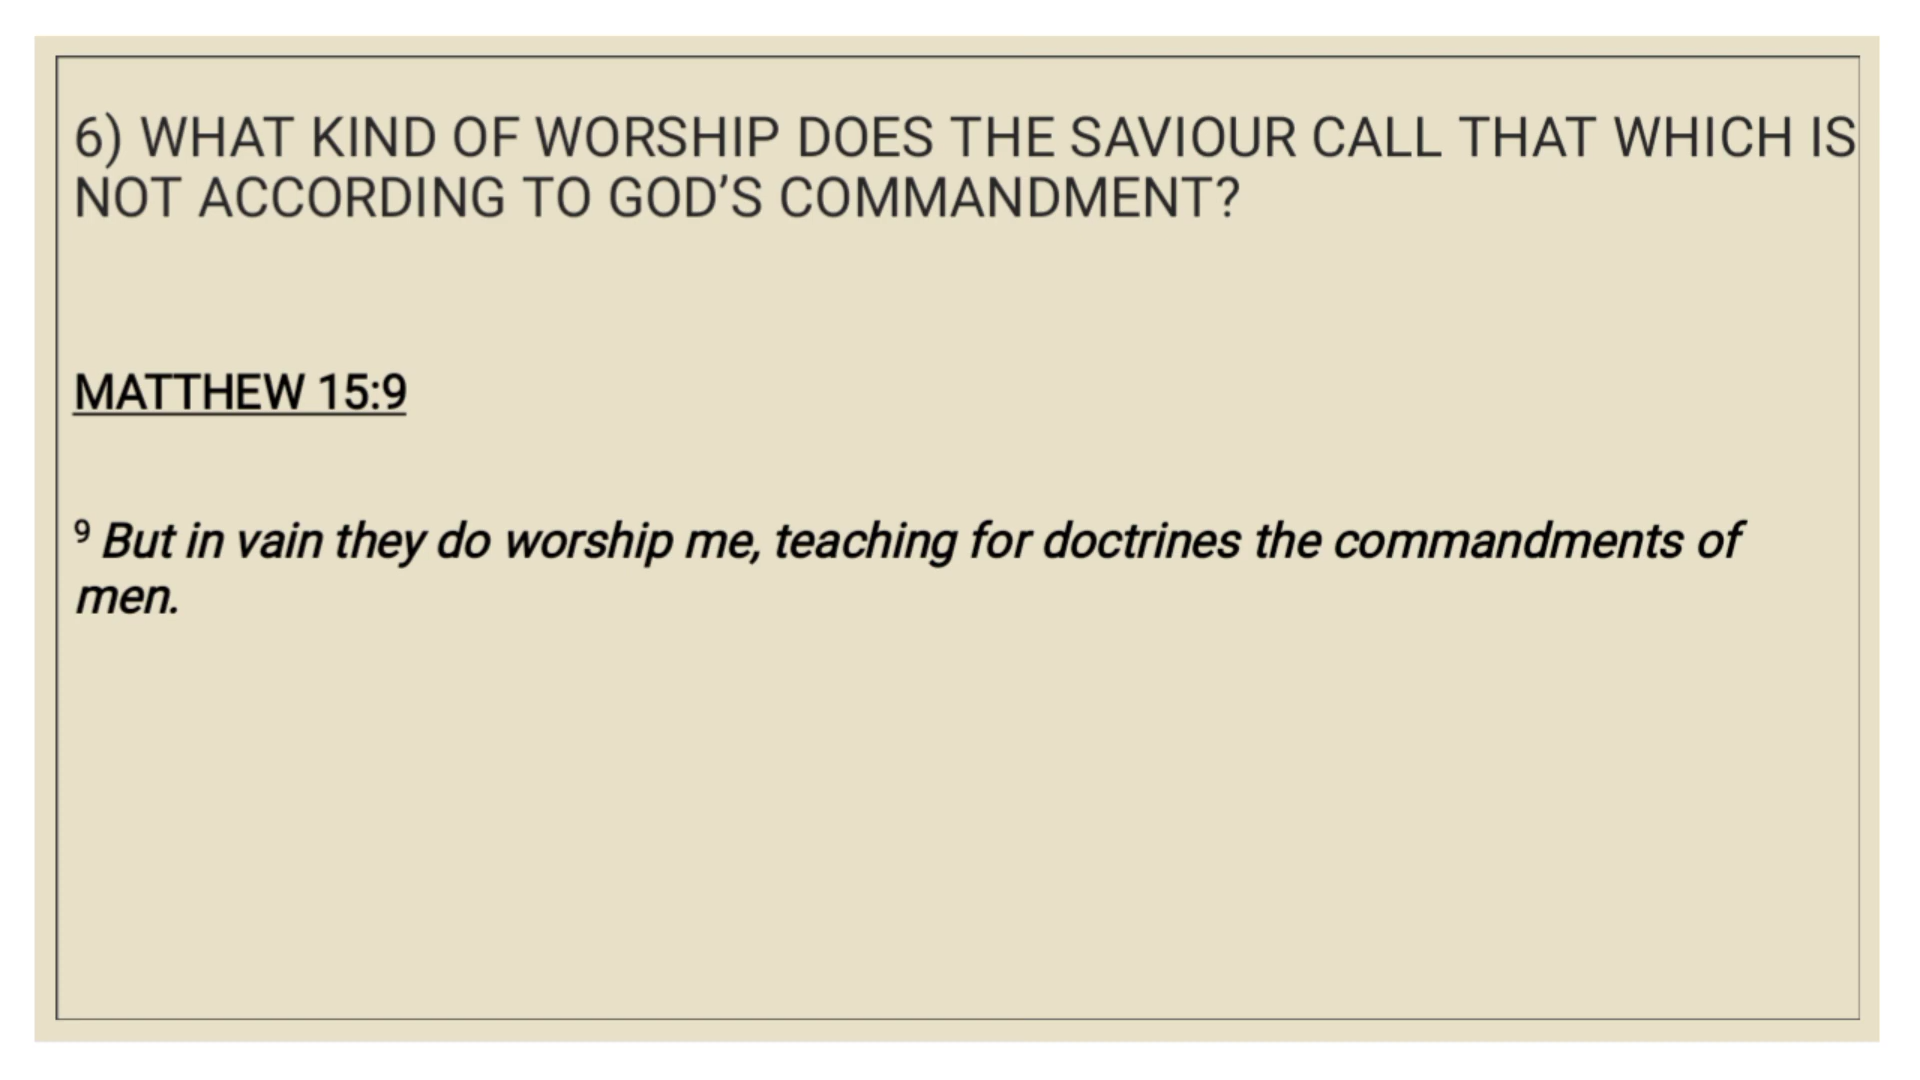 6) WHAT KIND OF WORSHIP DOES THE SAVIOUR CALL THAT WHICH IS
NOT ACCORDING TO GOD’S COMMANDMENT?
MATTHEW 15:9
9 But in vain they do worship me, teaching for doctrines the commandments of
men.